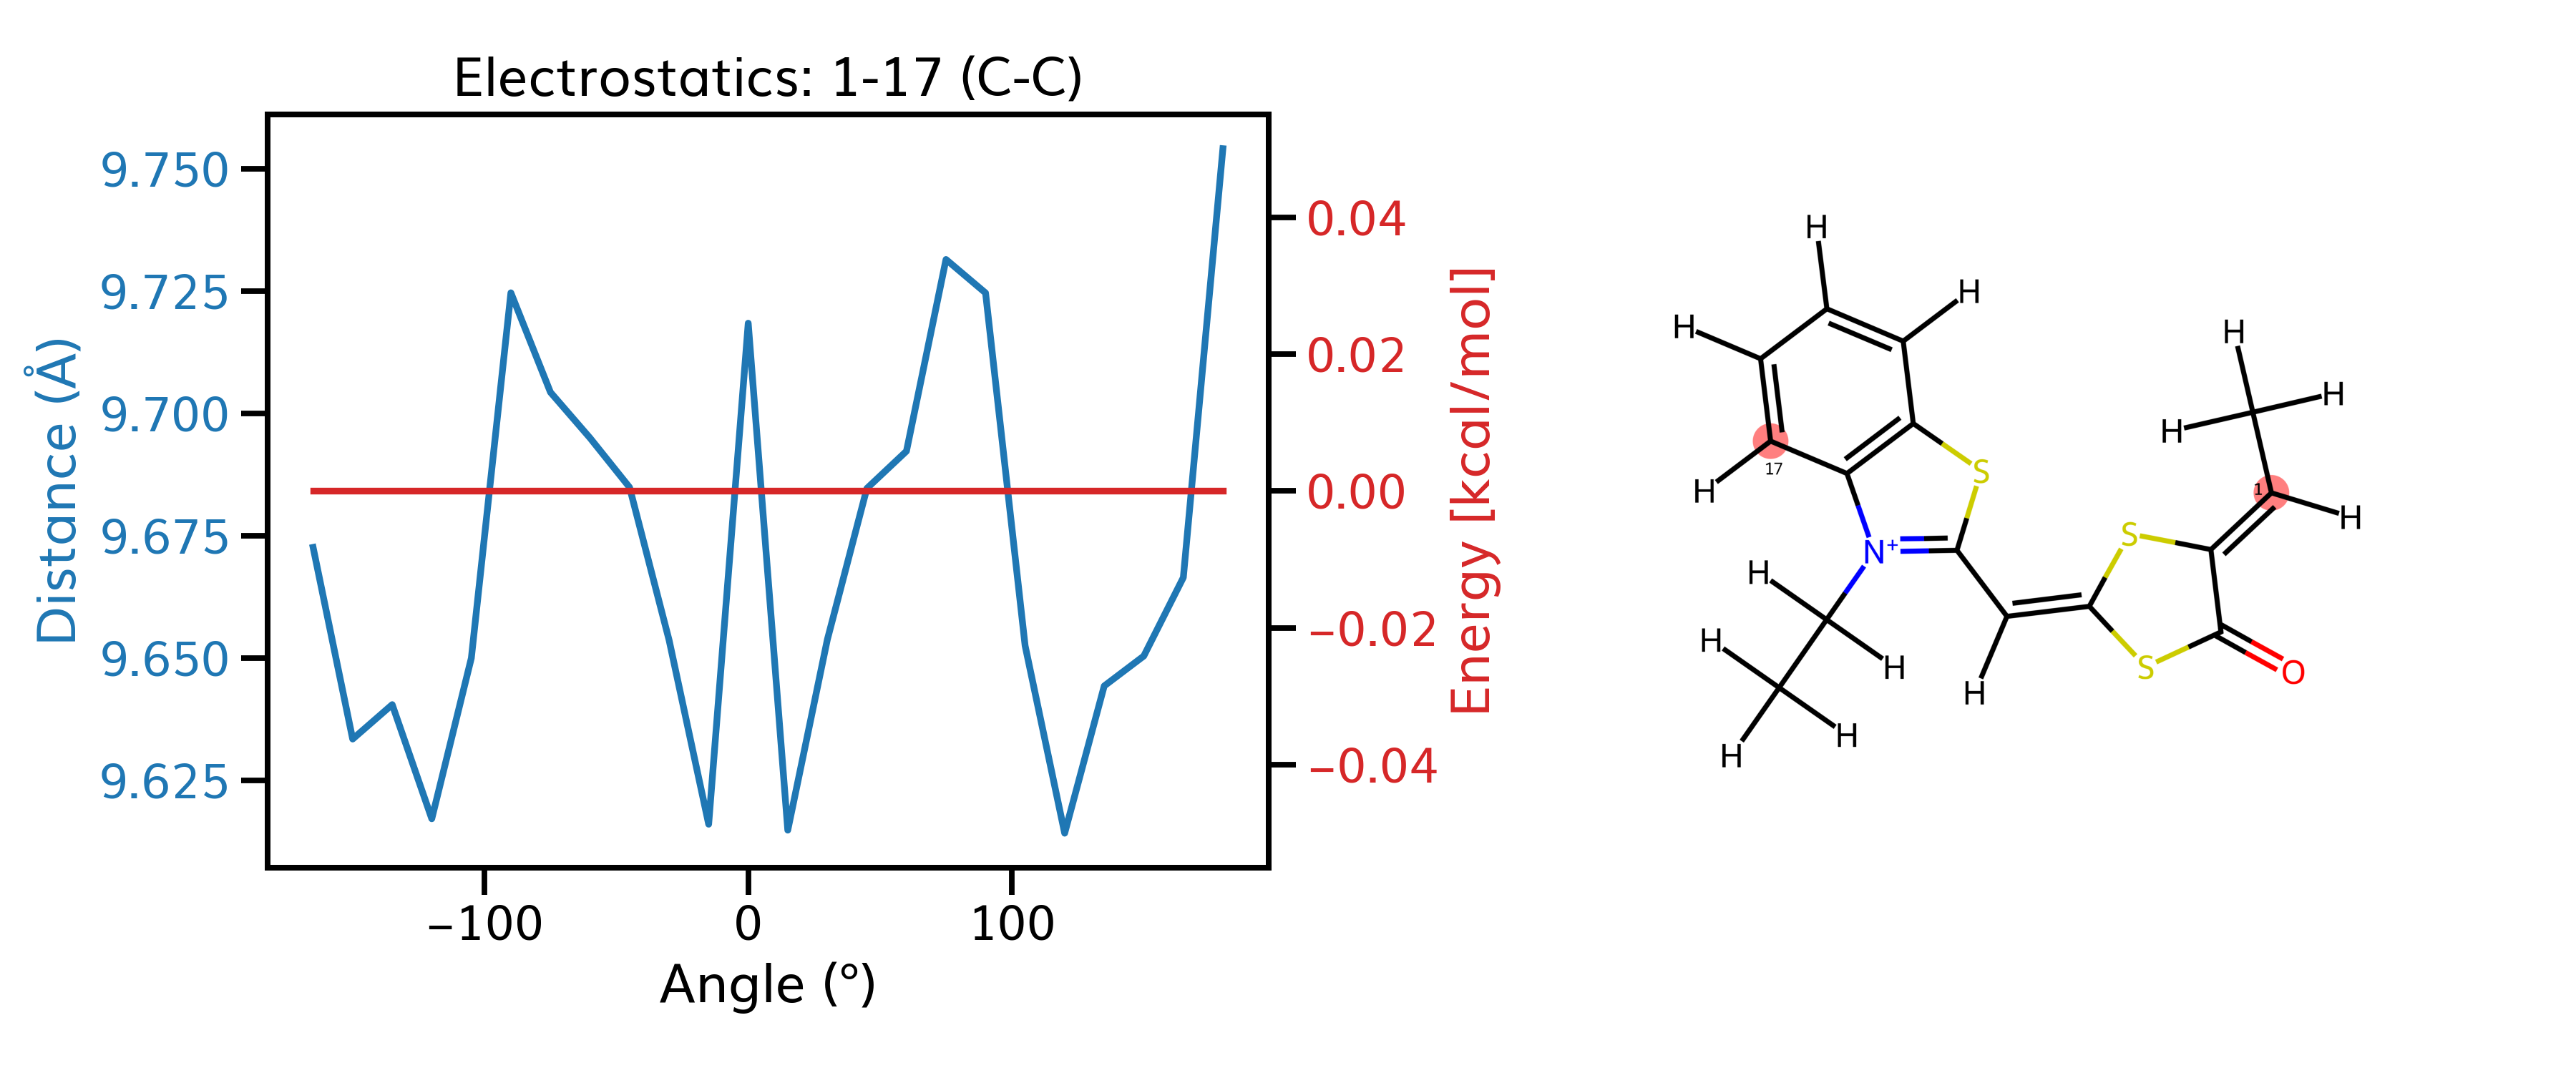 Electrostatics: 1-17 (C-C)
9.750
9.725
9.700
9.675
9.650
9.625
Distance (Å)
0.04
0.02
0.00
−0.02
−0.04
Energy [kcal/mol]
−100
0
100
Angle (°)
H
H
H
H
H
H
H
17
S
1
H
H
S
N⁺
H
H
H
S
O
H
H
H